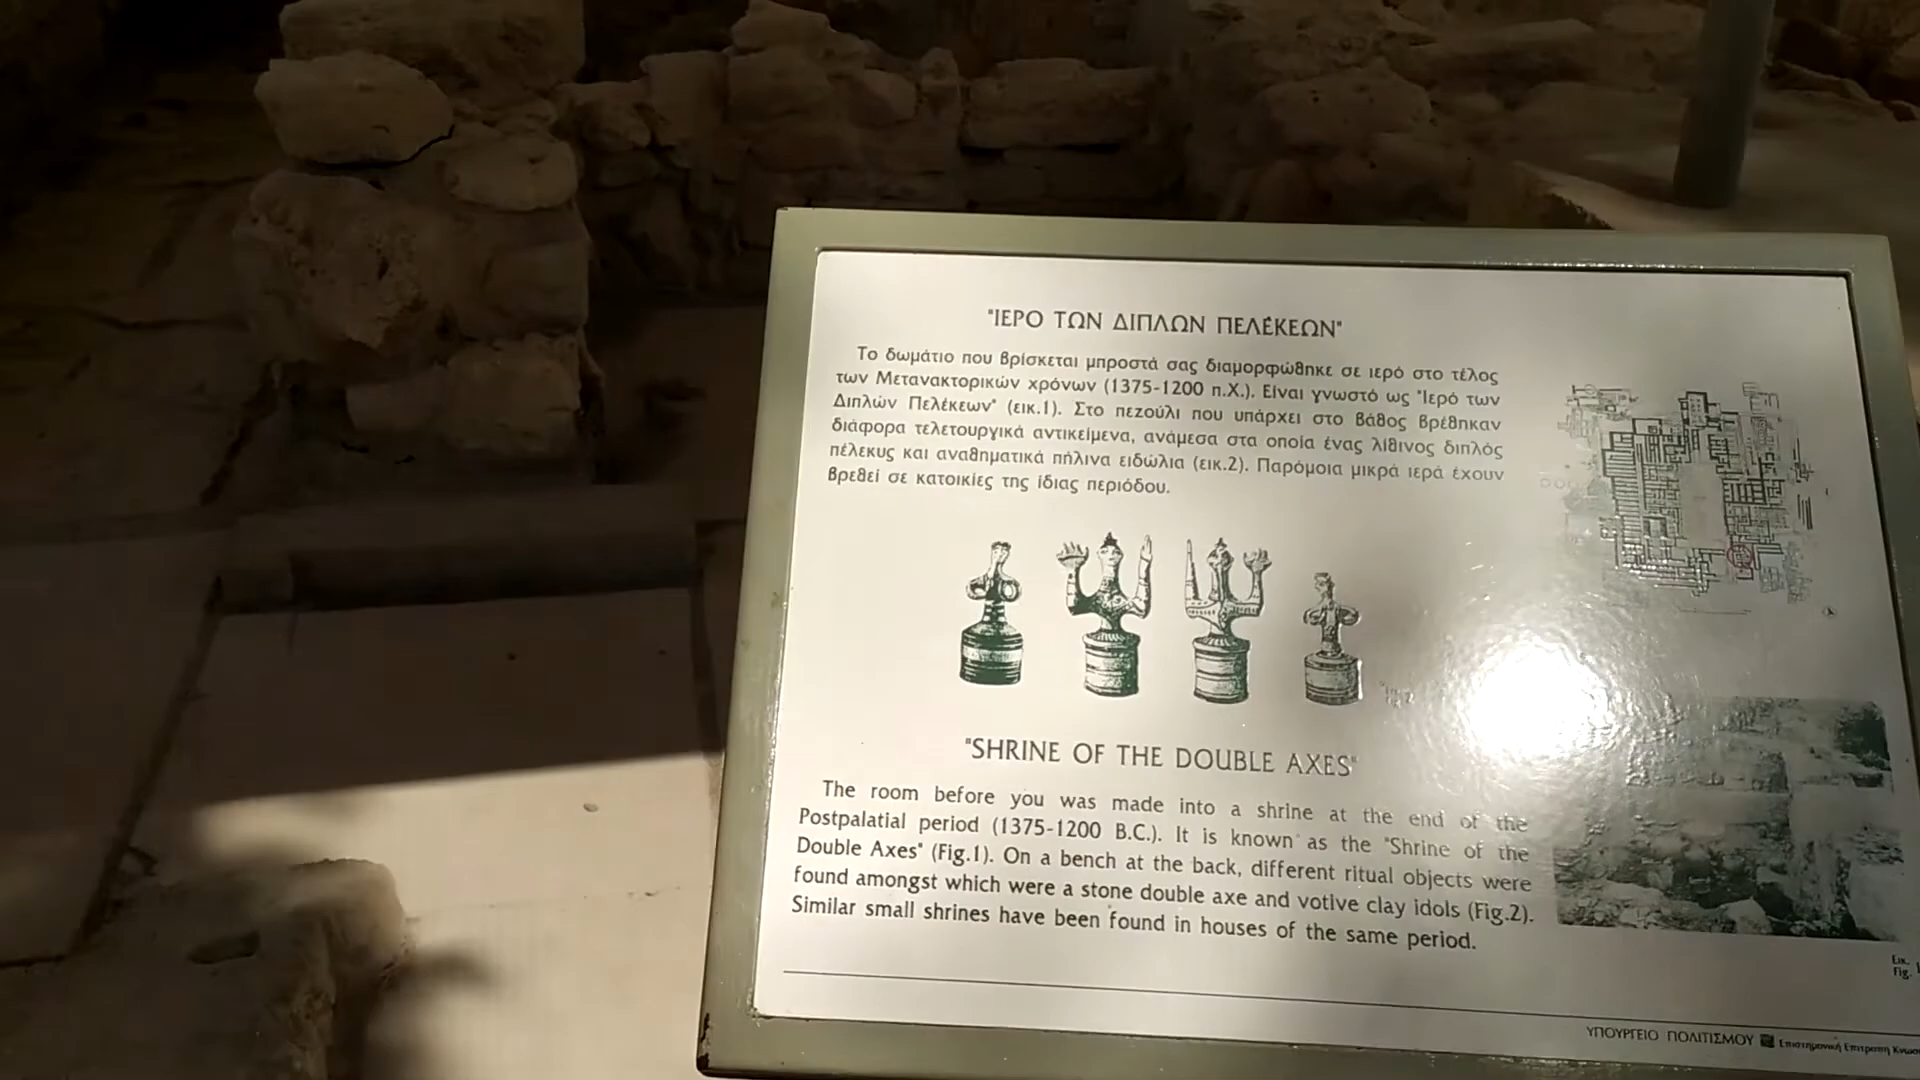 "ΙΕΡΟ ΤΩΝ ΔΙΠΛΩΝ ΠΕΛΕΚΕΩΝ"
Το δωμάτιο που βρίσκεται μπροστά σας διαμορφώθηκε σε ιερό στο τέλος
των Μετανακτορικών χρόνων (1375-1200 π.Χ.). Είναι γνωστό ως "Ιερό των
Διπλών Πελέκεων" (εικ.1). Στο πεζούλι που υπάρχει στο βάθος βρέθηκαν
διάφορα τελετουργικά αντικείμενα, ανάμεσα στα οποία ένας λίθινος διπλός
πέλεκυς και αναθηματικά πήλινα ειδώλια (εικ.2). Παρόμοια μικρά ιερά έχουν
βρεθεί σε κατοικίες της ίδιας περιόδου.
"SHRINE OF THE DOUBLE AXES"
The room before you was made into a shrine at the end of the
Postpalatial period (1375-1200 B.C.). It is known as the "Shrine of the
Double Axes" (Fig.1). On a bench at the back, different ritual objects were
found amongst which were a stone double axe and votive clay idols (Fig.2).
Similar small shrines have been found in houses of the same period.
Εικ.
Fig. 1
ΥΠΟΥΡΓΕΙΟ ΠΟΛΙΤΙΣΜΟΥ Επιστημονική Επιτροπή